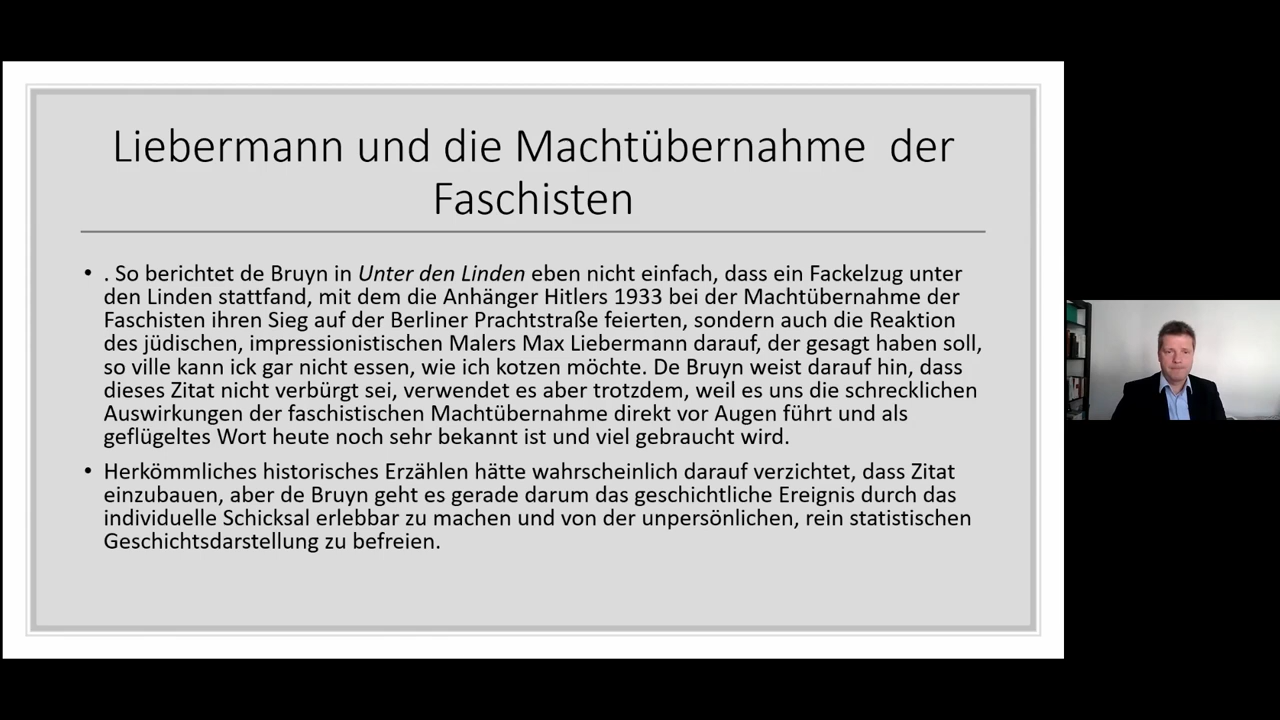 Liebermann und die Machtübernahme  der
Faschisten
• . So berichtet de Bruyn in Unter den Linden eben nicht einfach, dass ein Fackelzug unter
den Linden stattfand, mit dem die Anhänger Hitlers 1933 bei der Machtübernahme der
Faschisten ihren Sieg auf der Berliner Prachtstraße feierten, sondern auch die Reaktion
des jüdischen, impressionistischen Malers Max Liebermann darauf, der gesagt haben soll,
so ville kann ick gar nicht essen, wie ich kotzen möchte. De Bruyn weist darauf hin, dass
dieses Zitat nicht verbürgt sei, verwendet es aber trotzdem, weil es uns die schrecklichen
Auswirkungen der faschistischen Machtübernahme direkt vor Augen führt und als
geflügeltes Wort heute noch sehr bekannt ist und viel gebraucht wird.
• Herkömmliches historisches Erzählen hätte wahrscheinlich darauf verzichtet, dass Zitat
einzubauen, aber de Bruyn geht es gerade darum das geschichtliche Ereignis durch das
individuelle Schicksal erlebbar zu machen und von der unpersönlichen, rein statistischen
Geschichtsdarstellung zu befreien.